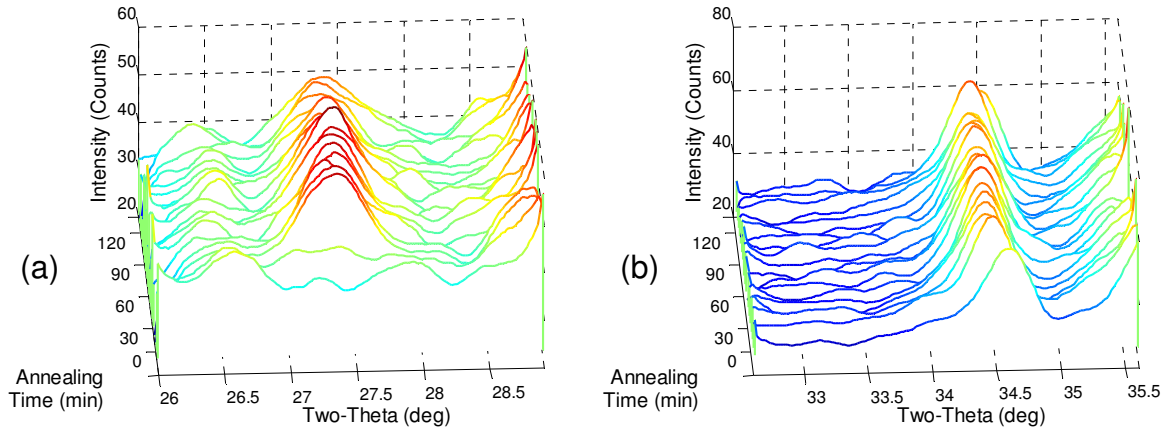 (a)
Intensity (Counts)
60
50
40
30
20
120
90
60
30
0
Annealing
Time (min)
26 26.5 27 27.5 28 28.5
Two-Theta (deg)
(b)
Intensity (Counts)
80
60
40
20
120
90
60
30
0
Annealing
Time (min)
33 33.5 34 34.5 35 35.5
Two-Theta (deg)